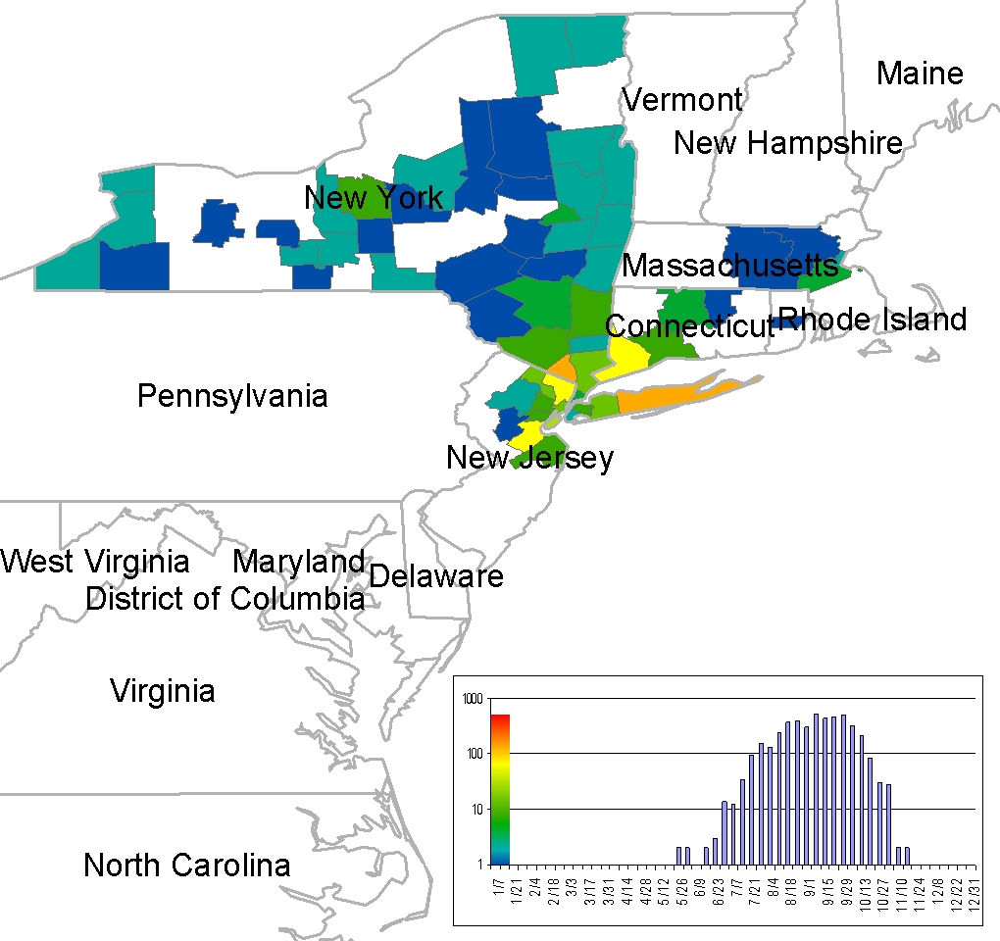 Maine
Vermont
New Hampshire
New York
Massachusetts
Connecticut
Rhode Island
Pennsylvania
New Jersey
West Virginia
Maryland
Delaware
District of Columbia
Virginia
North Carolina
1000
100
10
1
1/7
1/21
2/4
2/18
3/3
3/17
3/31
4/14
4/28
5/12
5/26
6/9
6/23
7/7
7/21
8/4
8/18
9/1
9/15
9/29
10/13
10/27
11/10
11/24
12/8
12/22
12/31